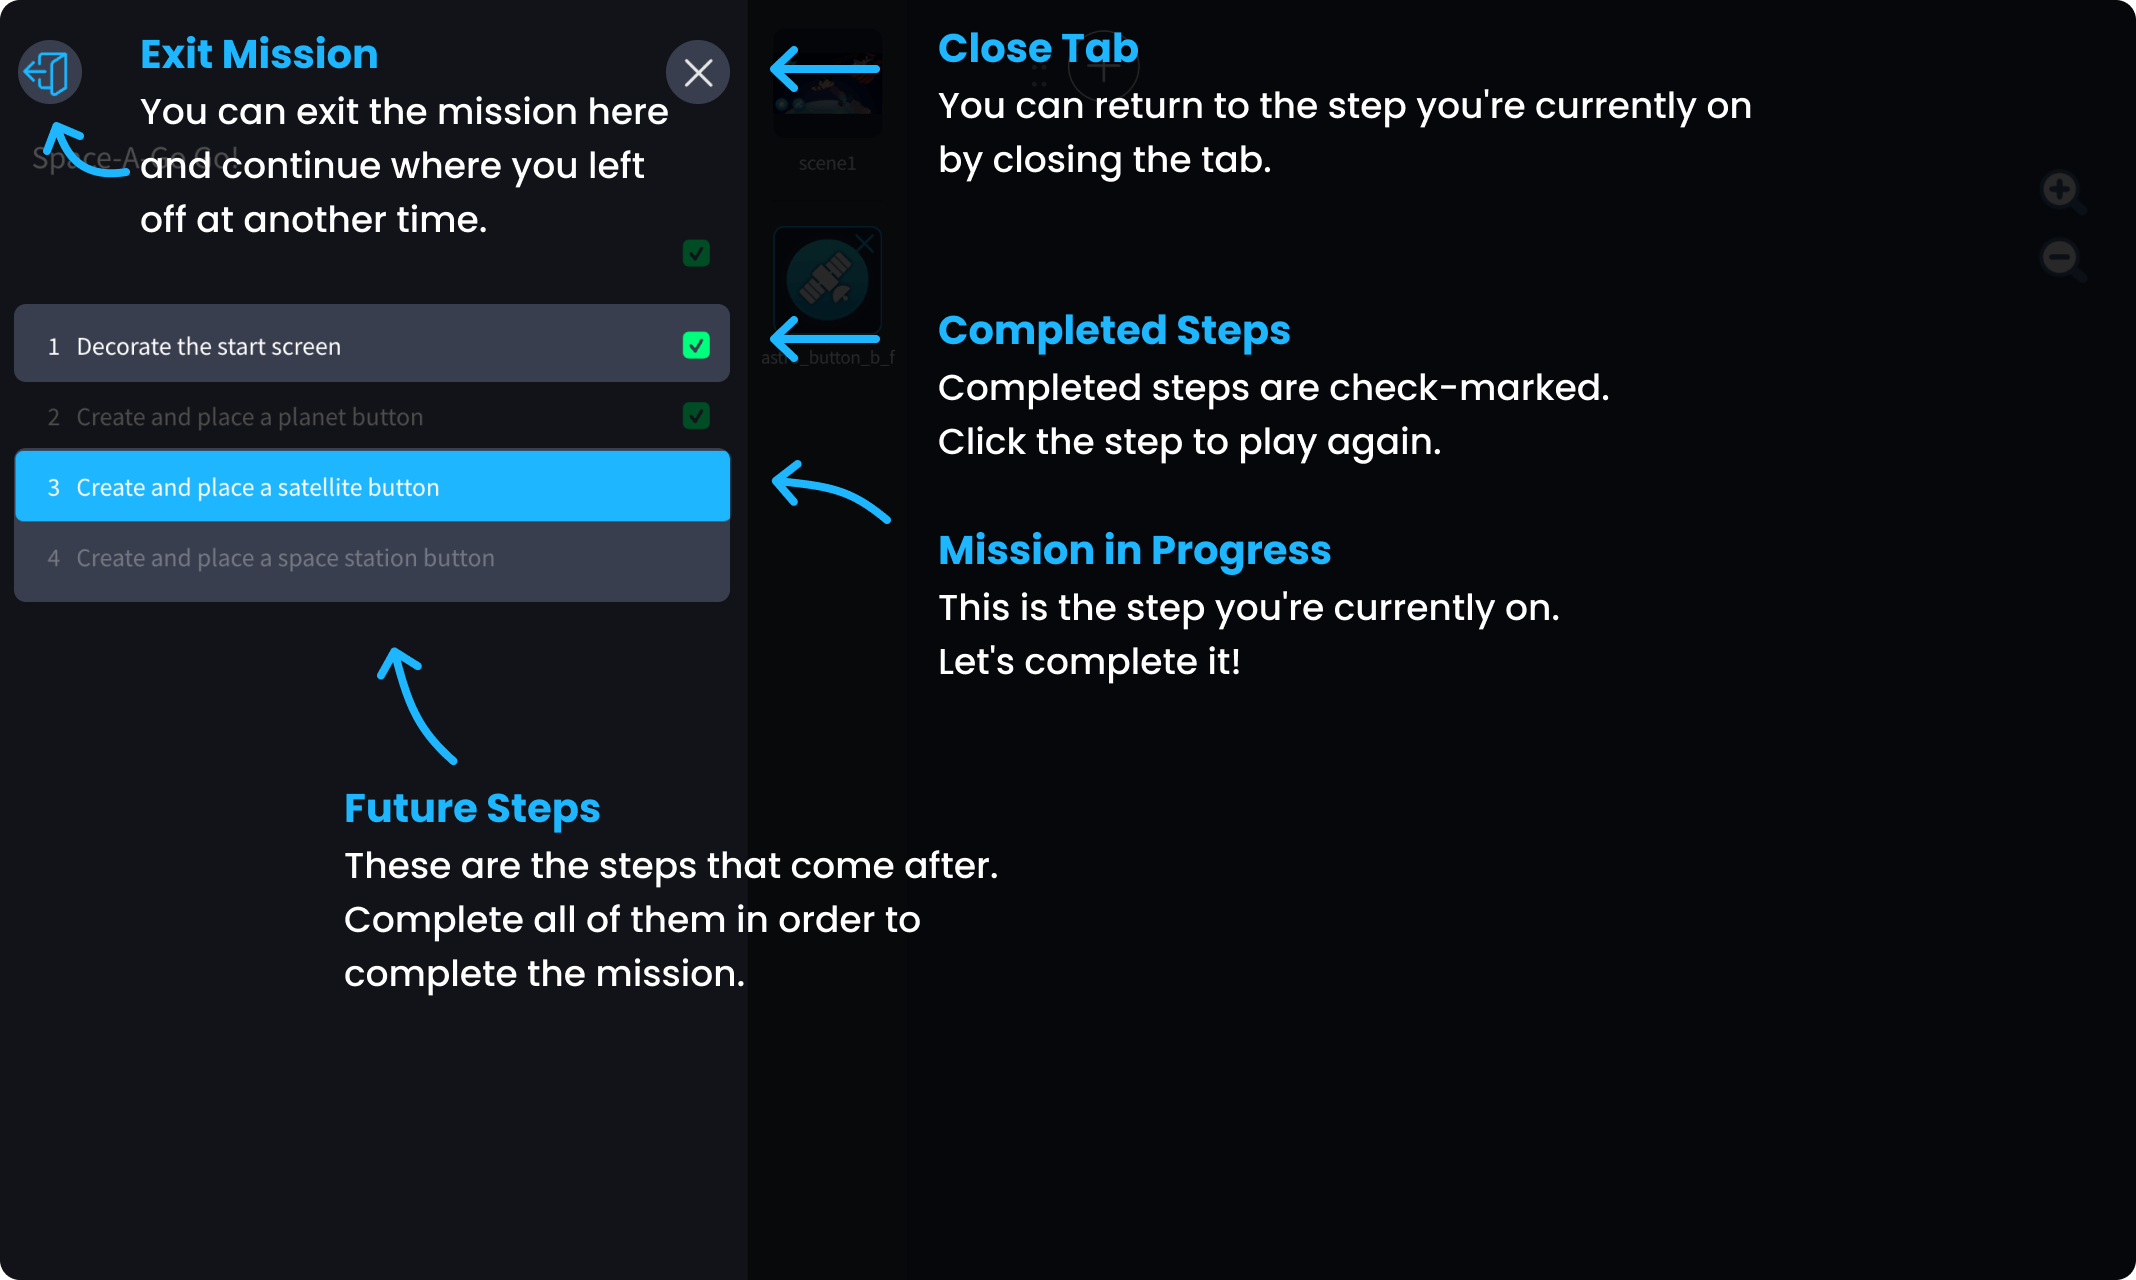 Exit Mission
You can exit the mission here
and continue where you left
off at another time.
Space-A-Go Go!
Close Tab
You can return to the step you're currently on
by closing the tab.
scene1
1 Decorate the start screen
2 Create and place a planet button
3 Create and place a satellite button
4 Create and place a space station button
Completed Steps
Completed steps are check-marked.
Click the step to play again.
Mission in Progress
This is the step you're currently on.
Let's complete it!
Future Steps
These are the steps that come after.
Complete all of them in order to
complete the mission.